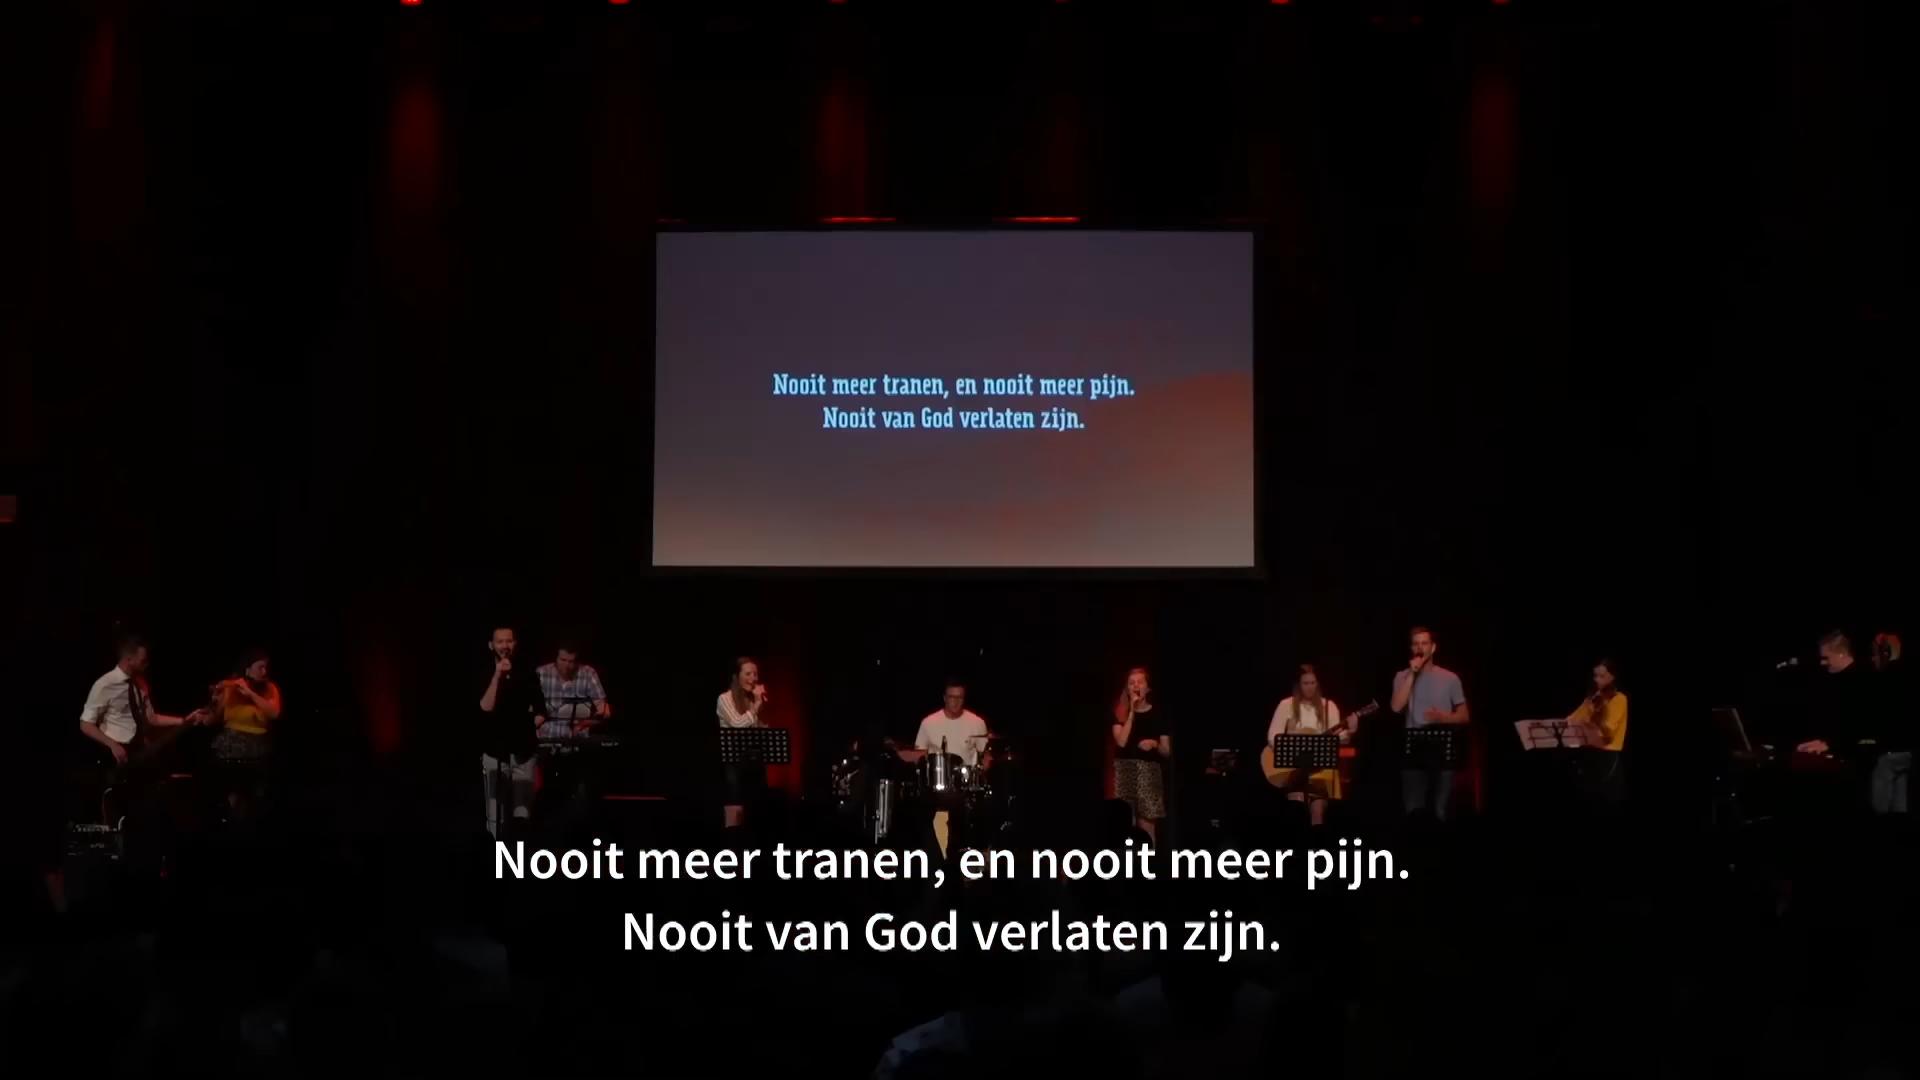 Nooit meer tranen, en nooit meer pijn.
Nooit van God verlaten zijn.
Nooit meer tranen, en nooit meer pijn.
Nooit van God verlaten zijn.